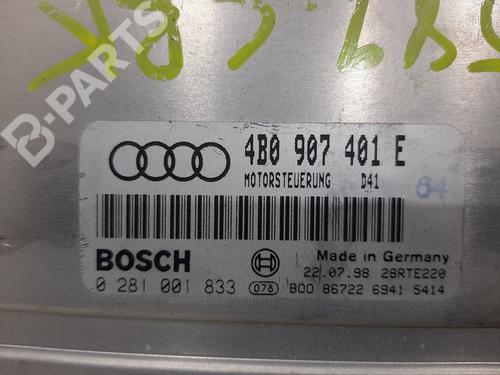 B-PARTS
4B0 907 401 E
MOTORSTEUERUNG D41
64
BOSCH
Made in Germany
22.07.98 28RTE220
0 281 001 833 078 B00 86722 6941 5414